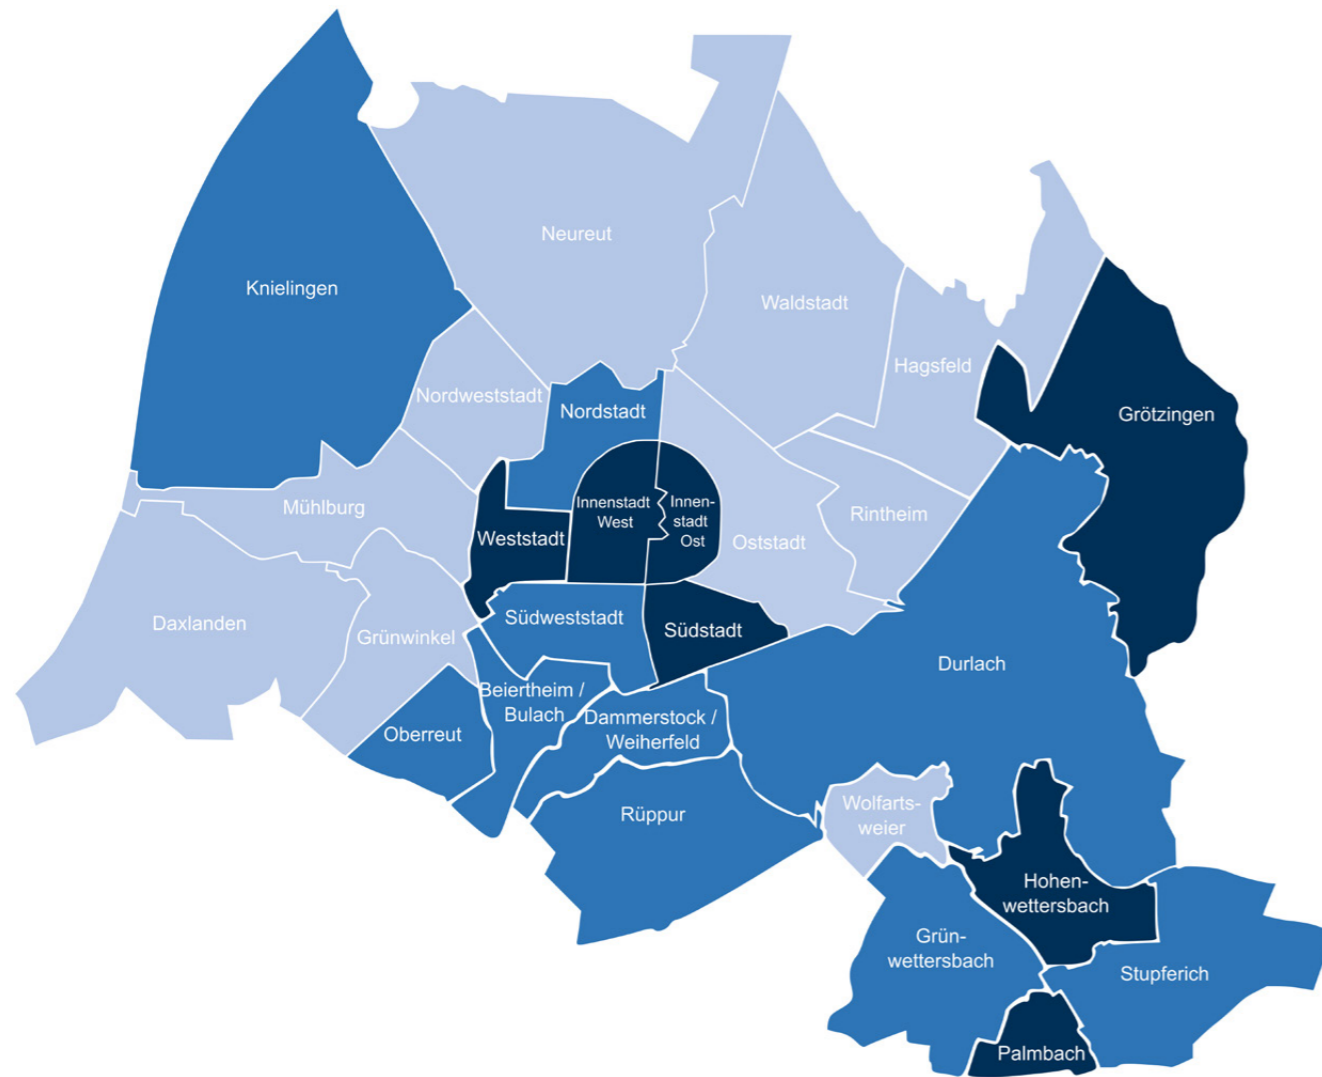 Neureut
Knielingen
Waldstadt
Hagsfeld
Nordweststadt
Nordstadt
Grötzingen
Mühlburg
Innenstadt
West
Innen-
stadt
Ost
Rintheim
Weststadt
Oststadt
Daxlanden
Grünwinkel
Südweststadt
Südstadt
Durlach
Beiertheim /
Bulach
Oberreut
Dammerstock /
Weiherfeld
Rüppur
Wolfarts-
weier
Hohen-
wettersbach
Grün-
wettersbach
Stupferich
Palmbach